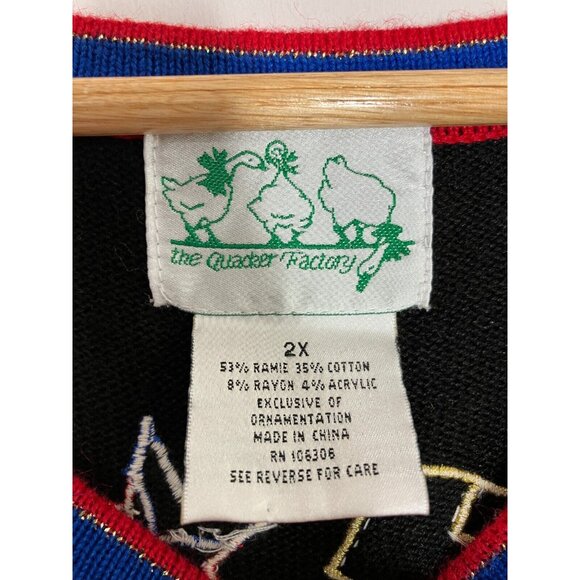 the Quacker Factory
2X
53% RAMIE 35% COTTON
8% RAYON 4% ACRYLIC
EXCLUSIVE OF
ORNAMENTATION
MADE IN CHINA
RN 106306
SEE REVERSE FOR CARE